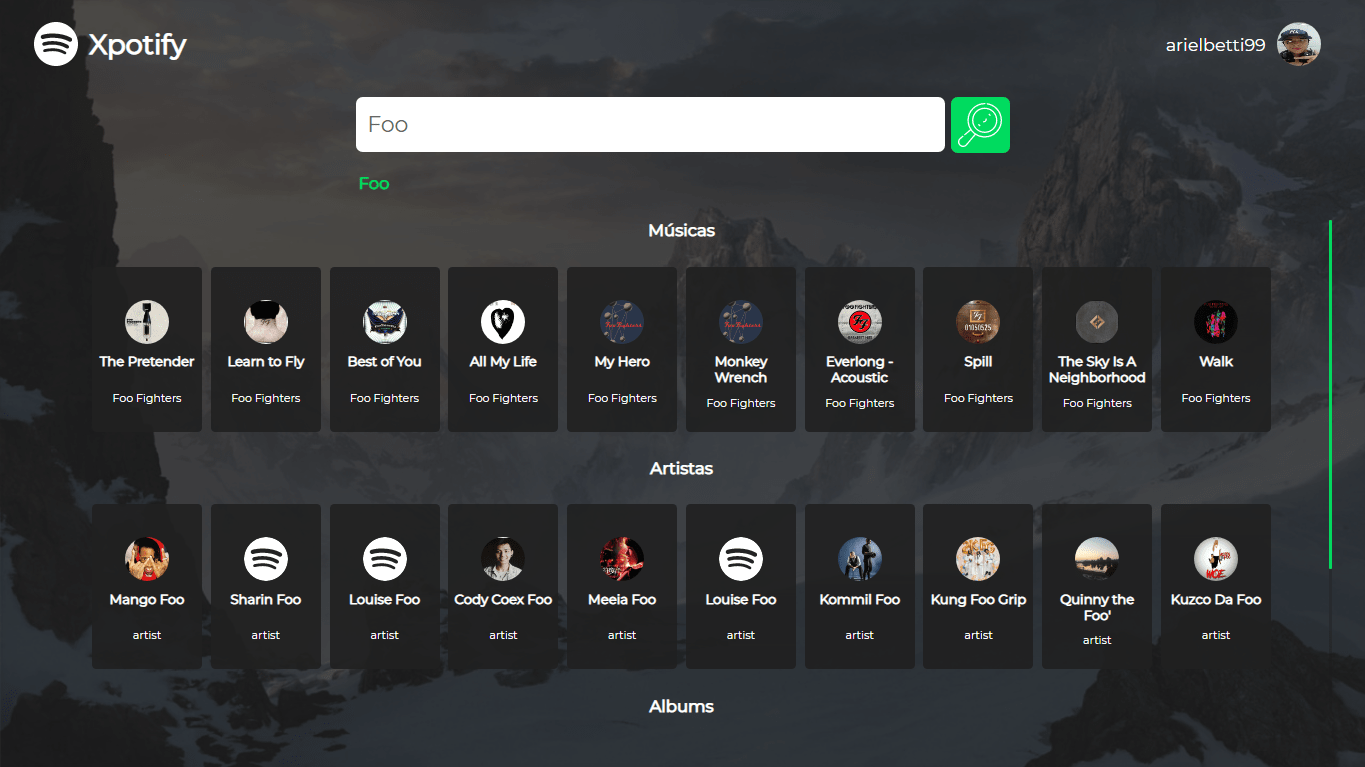 Xpotify
arielbetti99
Foo
Foo
Músicas
The Pretender
Foo Fighters
Learn to Fly
Foo Fighters
Best of You
Foo Fighters
All My Life
Foo Fighters
My Hero
Foo Fighters
Monkey
Wrench
Foo Fighters
Everlong -
Acoustic
Foo Fighters
Spill
Foo Fighters
The Sky Is A
Neighborhood
Foo Fighters
Walk
Foo Fighters
Artistas
Mango Foo
artist
Sharin Foo
artist
Louise Foo
artist
Cody Coex Foo
artist
Meeia Foo
artist
Louise Foo
artist
Kommil Foo
artist
Kung Foo Grip
artist
Quinny the
Foo'
artist
Kuzco Da Foo
artist
Albums